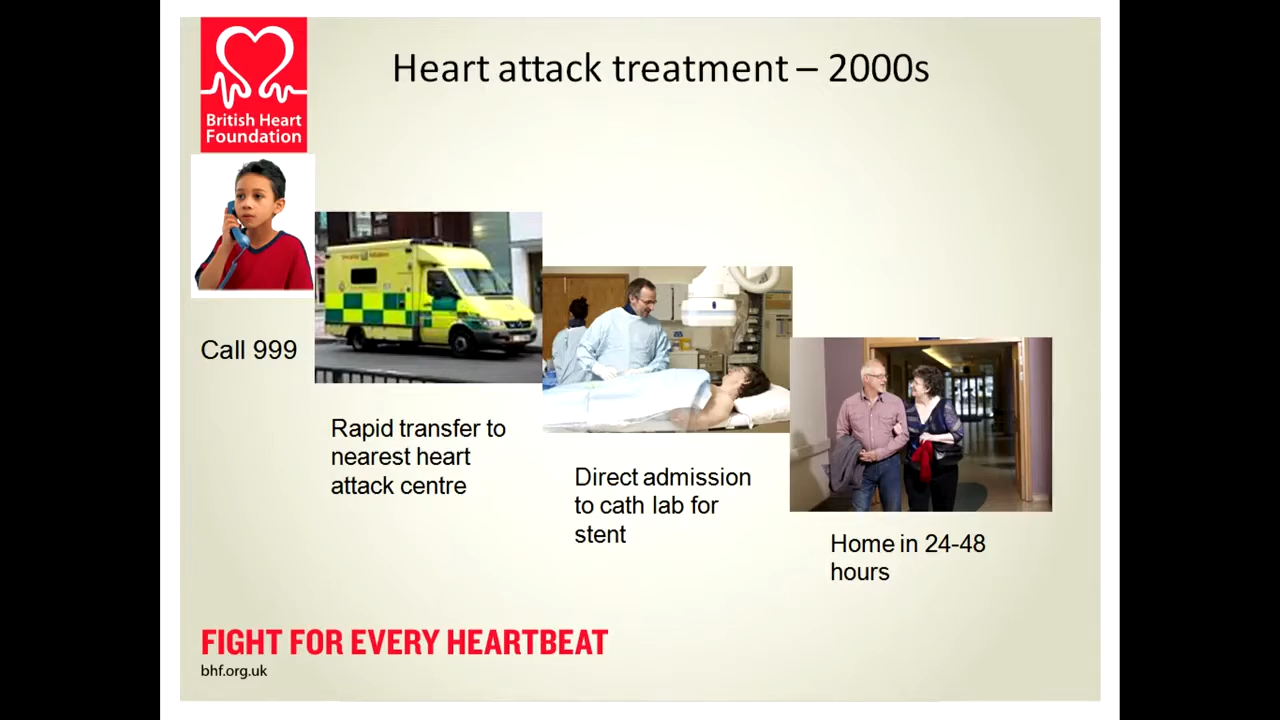 Heart attack treatment – 2000s
British Heart
Foundation
Call 999
Rapid transfer to
nearest heart
attack centre
Direct admission
to cath lab for
stent
Home in 24-48
hours
FIGHT FOR EVERY HEARTBEAT
bhf.org.uk